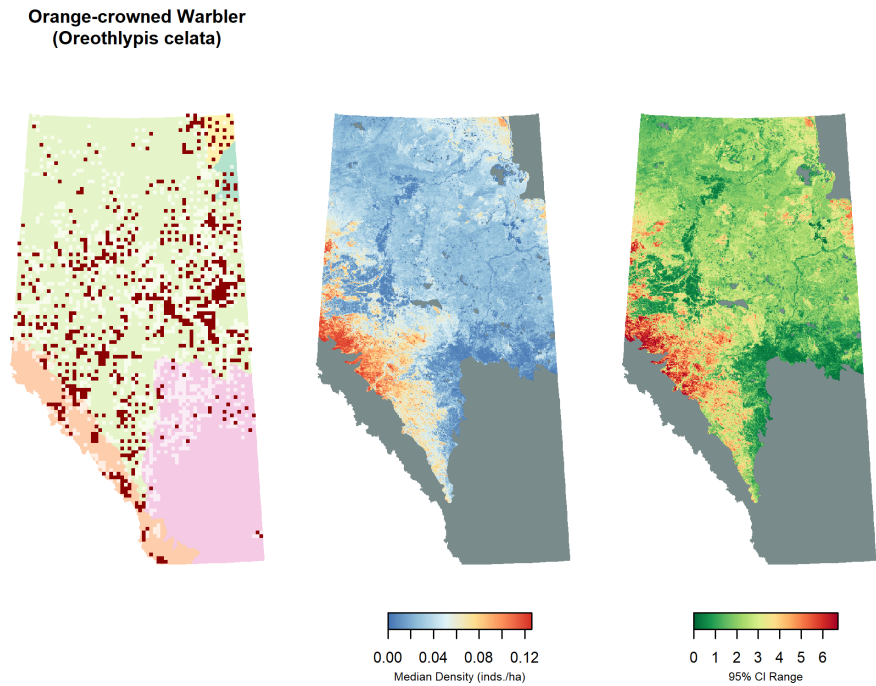 Orange-crowned Warbler
(Oreothlypis celata)
0.00 0.04 0.08 0.12
Median Density (inds./ha)
0 1 2 3 4 5 6
95% CI Range